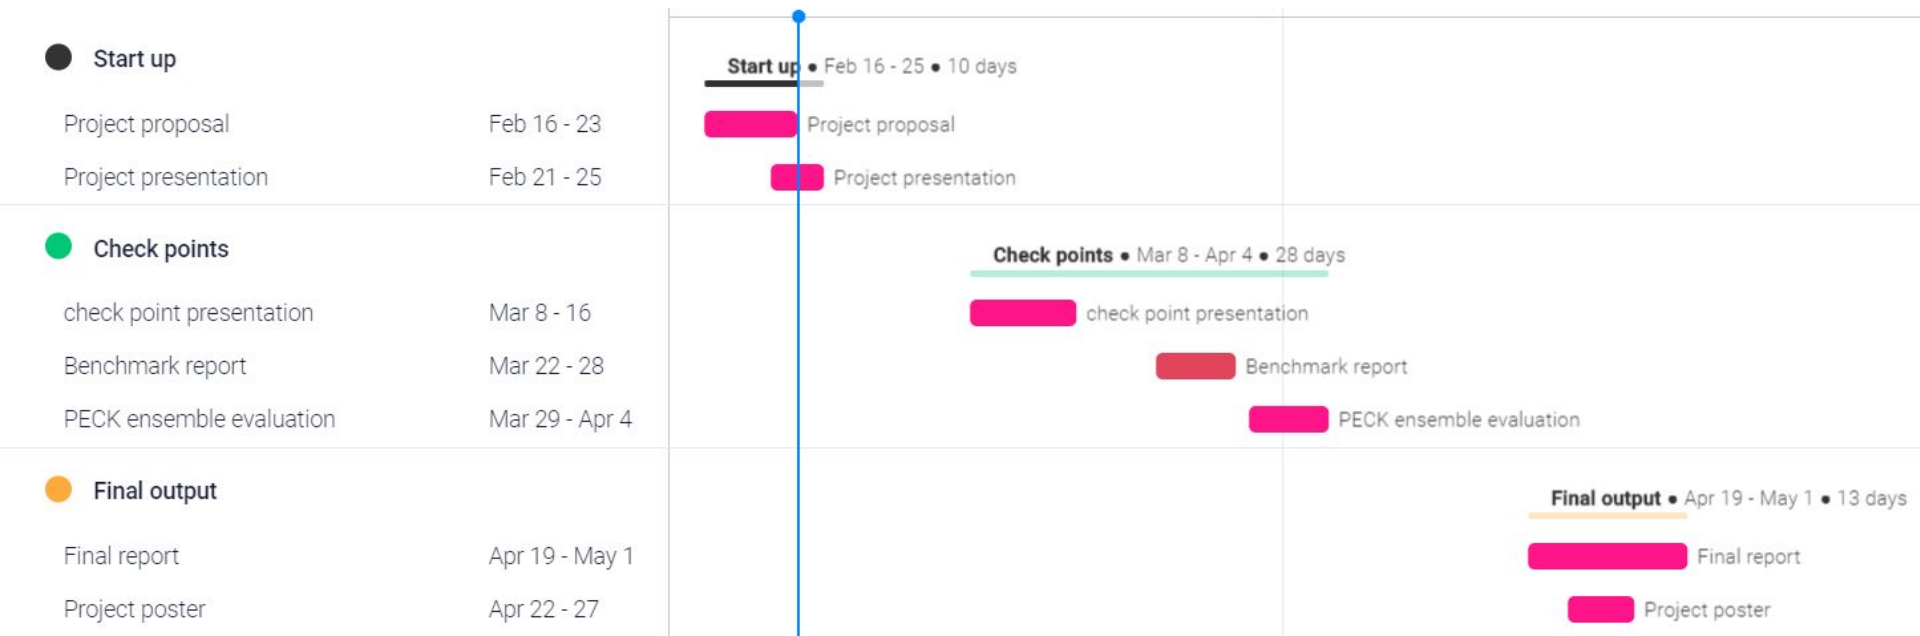 Start up
Start up • Feb 16 - 25 • 10 days
Project proposal Feb 16 - 23 Project proposal
Project presentation Feb 21 - 25 Project presentation
Check points
Check points • Mar 8 - Apr 4 • 28 days
check point presentation Mar 8 - 16 check point presentation
Benchmark report Mar 22 - 28 Benchmark report
PECK ensemble evaluation Mar 29 - Apr 4 PECK ensemble evaluation
Final output
Final output • Apr 19 - May 1 • 13 days
Final report Apr 19 - May 1 Final report
Project poster Apr 22 - 27 Project poster